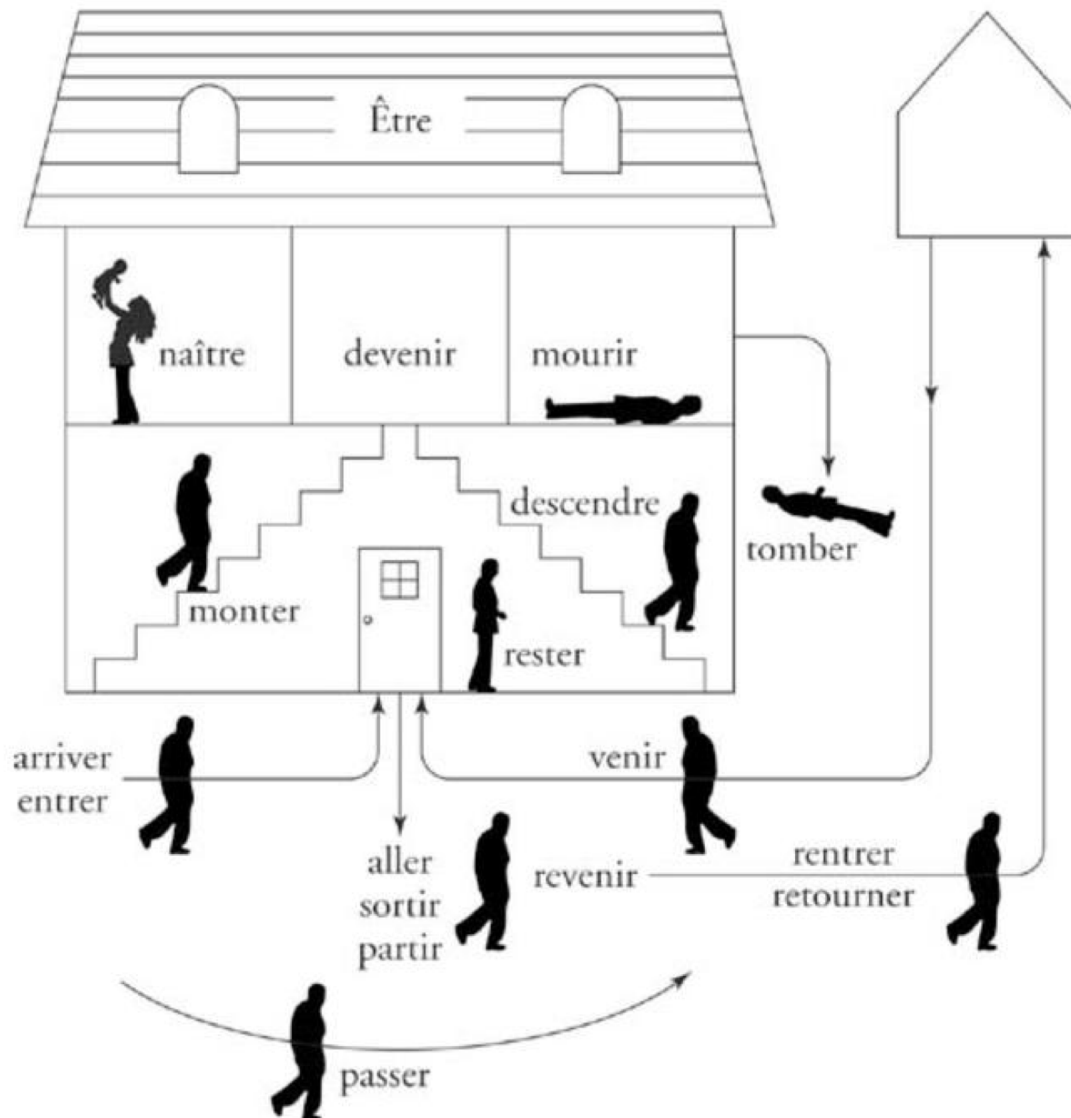 Être
naître
devenir
mourir
descendre
tomber
monter
rester
arriver
entrer
venir
aller
sortir
partir
revenir
rentrer
retourner
passer